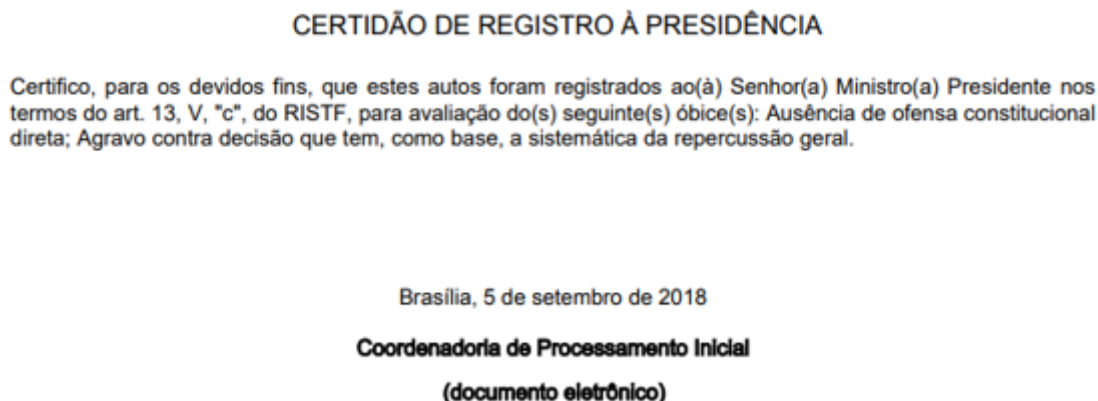 CERTIDÃO DE REGISTRO À PRESIDÊNCIA
Certifico, para os devidos fins, que estes autos foram registrados ao(à) Senhor(a) Ministro(a) Presidente nos
termos do art. 13, V, "c", do RISTF, para avaliação do(s) seguinte(s) óbice(s): Ausência de ofensa constitucional
direta; Agravo contra decisão que tem, como base, a sistemática da repercussão geral.
Brasília, 5 de setembro de 2018
Coordenadoria de Processamento Inicial
(documento eletrônico)